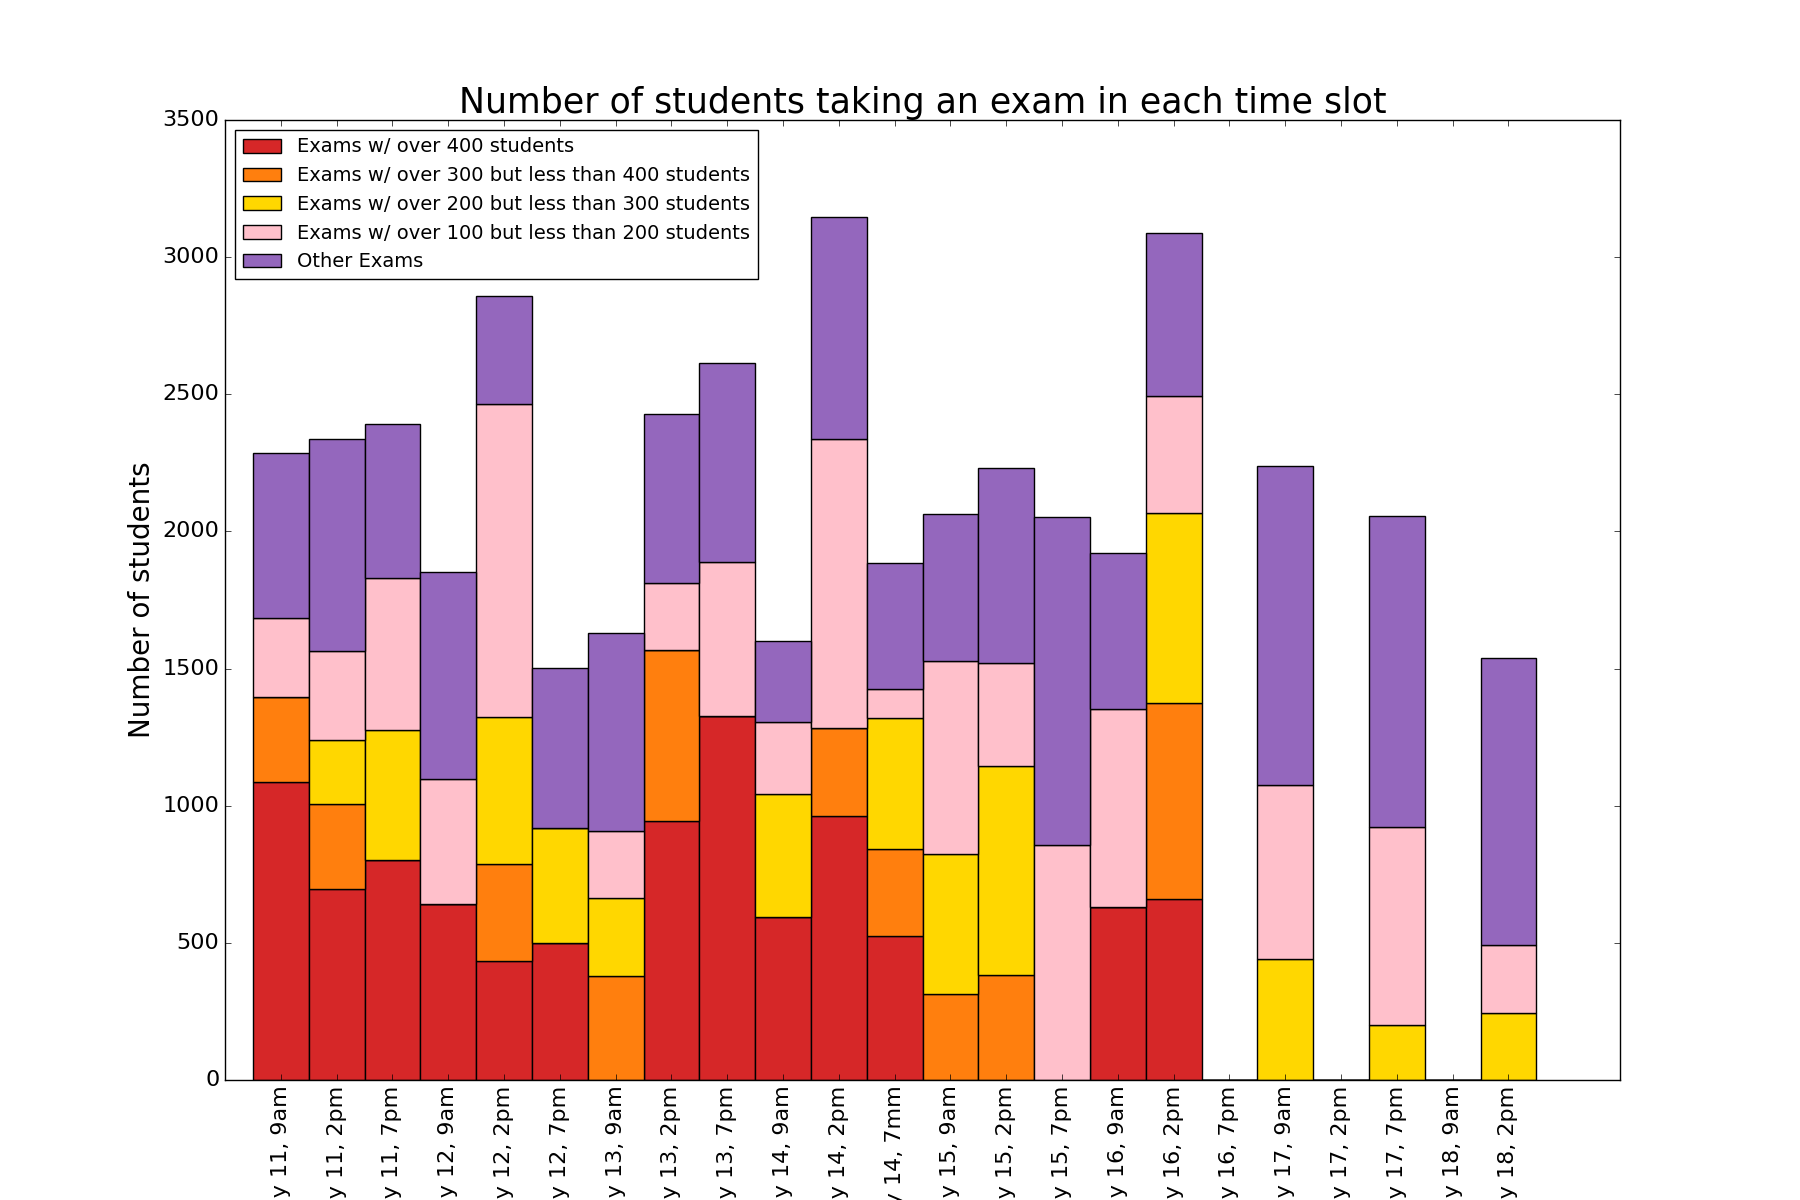 Number of students taking an exam in each time slot
Exams w/ over 400 students
Exams w/ over 300 but less than 400 students
Exams w/ over 200 but less than 300 students
Exams w/ over 100 but less than 200 students
Other Exams
Number of students
3500
3000
2500
2000
1500
1000
500
0
y 11, 9am
y 11, 2pm
y 11, 7pm
y 12, 9am
y 12, 2pm
y 12, 7pm
y 13, 9am
y 13, 2pm
y 13, 7pm
y 14, 9am
y 14, 2pm
y 14, 7mm
y 15, 9am
y 15, 2pm
y 15, 7pm
y 16, 9am
y 16, 2pm
y 16, 7pm
y 17, 9am
y 17, 2pm
y 17, 7pm
y 18, 9am
y 18, 2pm